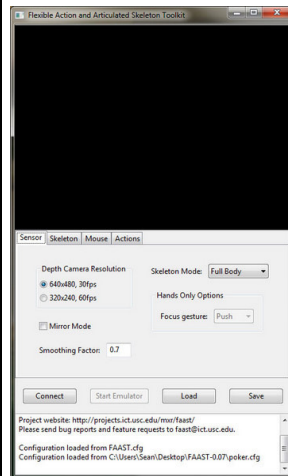 Flexible Action and Articulated Skeleton Toolkit
Sensor Skeleton Mouse Actions
Depth Camera Resolution
640x480, 30fps
320x240, 60fps
Mirror Mode
Smoothing Factor: 0.7
Skeleton Mode: Full Body
Hands Only Options
Focus gesture: Push
Connect Start Emulator Load Save
Project website: http://projects.ict.usc.edu/mxr/faast/
Please send bug reports and feature requests to faast@ict.usc.edu.
Configuration loaded from FAAST.cfg
Configuration loaded from C:\Users\Sean\Desktop\FAAST-0.07\poker.cfg